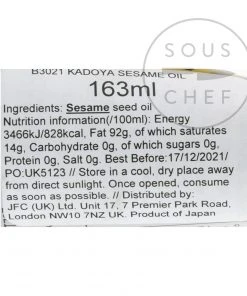 SOUS
CHEF
B3021 KADOYA SESAME OIL
163ml
Ingredients: Sesame seed oil
Nutrition information(/100ml): Energy
3466kJ/828kcal, Fat 92g, of which saturates
14g, Carbohydrate 0g, of which sugars 0g,
Protein 0g, Salt 0g. Best Before:17/12/2021/
PO:UK5123 // Store in a cool, dry place away
from direct sunlight. Once opened, consume
as soon as possible. // Distributed by:
JFC (UK) Ltd. Unit 17, 7 Premier Park Road,
London NW10 7NZ UK. Product of Japan